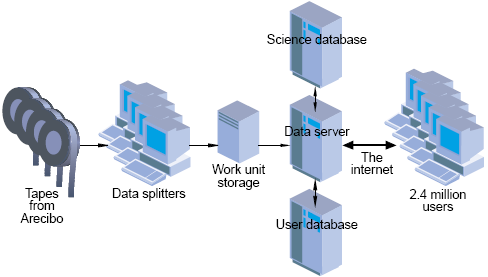 Science database
Data server
The
internet
Tapes
from
Arecibo
Data splitters
Work unit
storage
2.4 million
users
User database